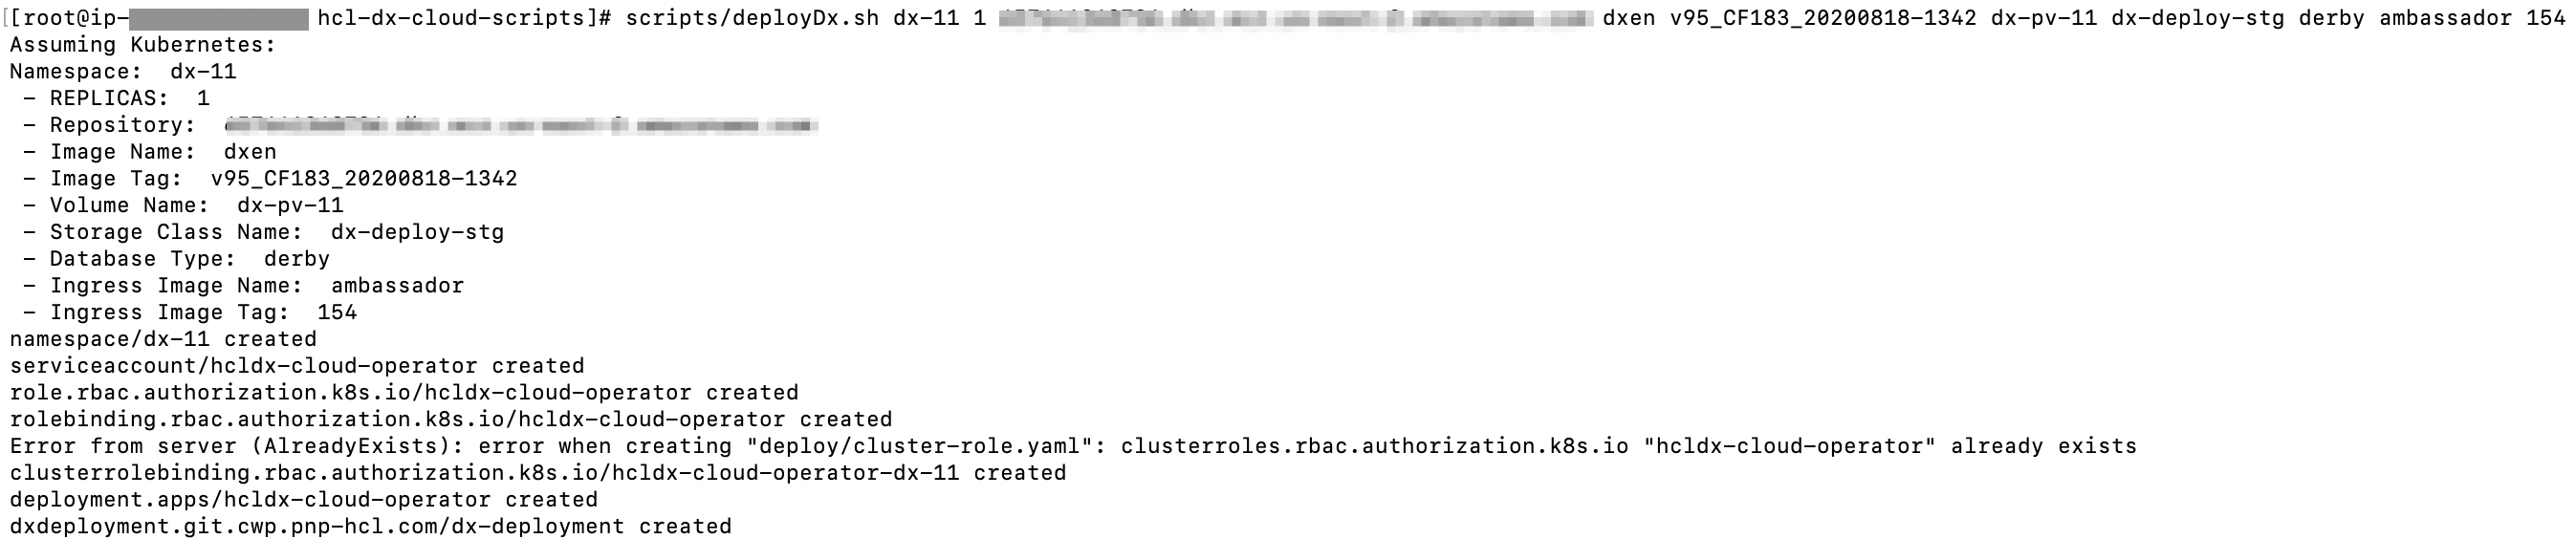 [[root@ip- hcl-dx-cloud-scripts]# scripts/deployDx.sh dx-11 1 dxen v95_CF183_20200818-1342 dx-pv-11 dx-deploy-stg derby ambassador 154
Assuming Kubernetes:
Namespace:  dx-11
 - REPLICAS:  1
 - Repository:
 - Image Name:  dxen
 - Image Tag:  v95_CF183_20200818-1342
 - Volume Name:  dx-pv-11
 - Storage Class Name:  dx-deploy-stg
 - Database Type:  derby
 - Ingress Image Name:  ambassador
 - Ingress Image Tag:  154
namespace/dx-11 created
serviceaccount/hcldx-cloud-operator created
role.rbac.authorization.k8s.io/hcldx-cloud-operator created
rolebinding.rbac.authorization.k8s.io/hcldx-cloud-operator created
Error from server (AlreadyExists): error when creating "deploy/cluster-role.yaml": clusterroles.rbac.authorization.k8s.io "hcldx-cloud-operator" already exists
clusterrolebinding.rbac.authorization.k8s.io/hcldx-cloud-operator-dx-11 created
deployment.apps/hcldx-cloud-operator created
dxdeployment.git.cwp.pnp-hcl.com/dx-deployment created